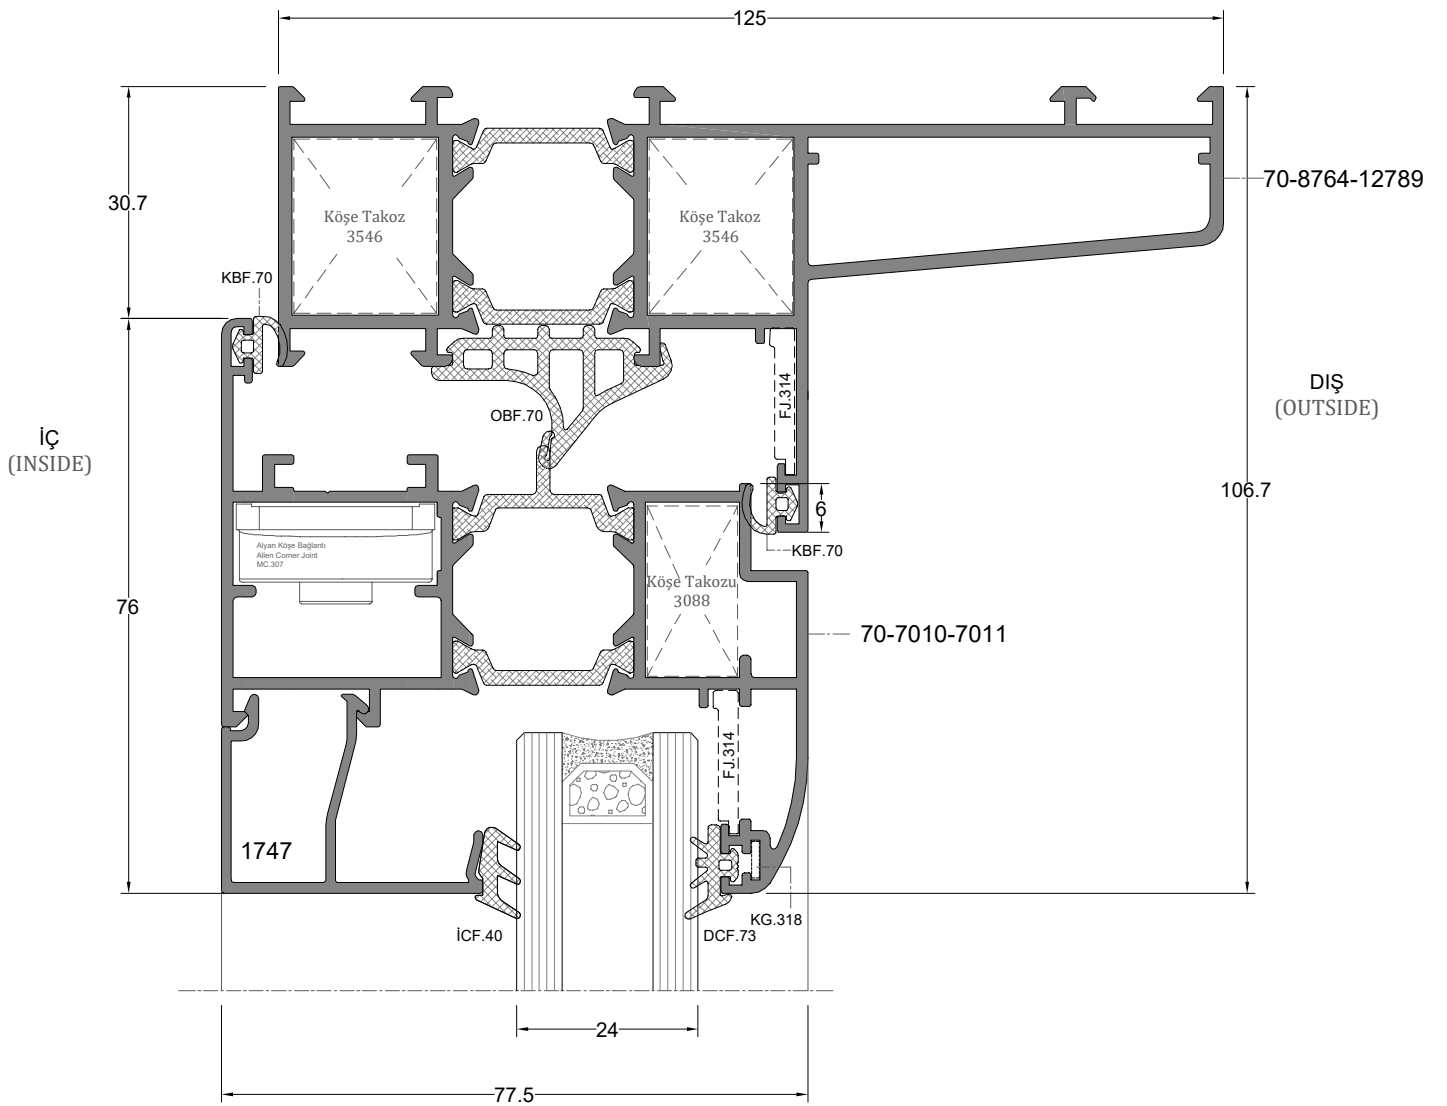 125
30.7
70-8764-12789
Köşe Takoz
3546
Köşe Takoz
3546
KBF.70
FJ.314
DIŞ
(OUTSIDE)
OBF.70
İÇ
(INSIDE)
106.7
6
KBF.70
Alyan Köşe Bağlantı
Allen Corner Joint
MC.307
Köşe Takozu
3088
76
70-7010-7011
FJ.314
1747
İCF.40
DCF.73
KG.318
24
77.5